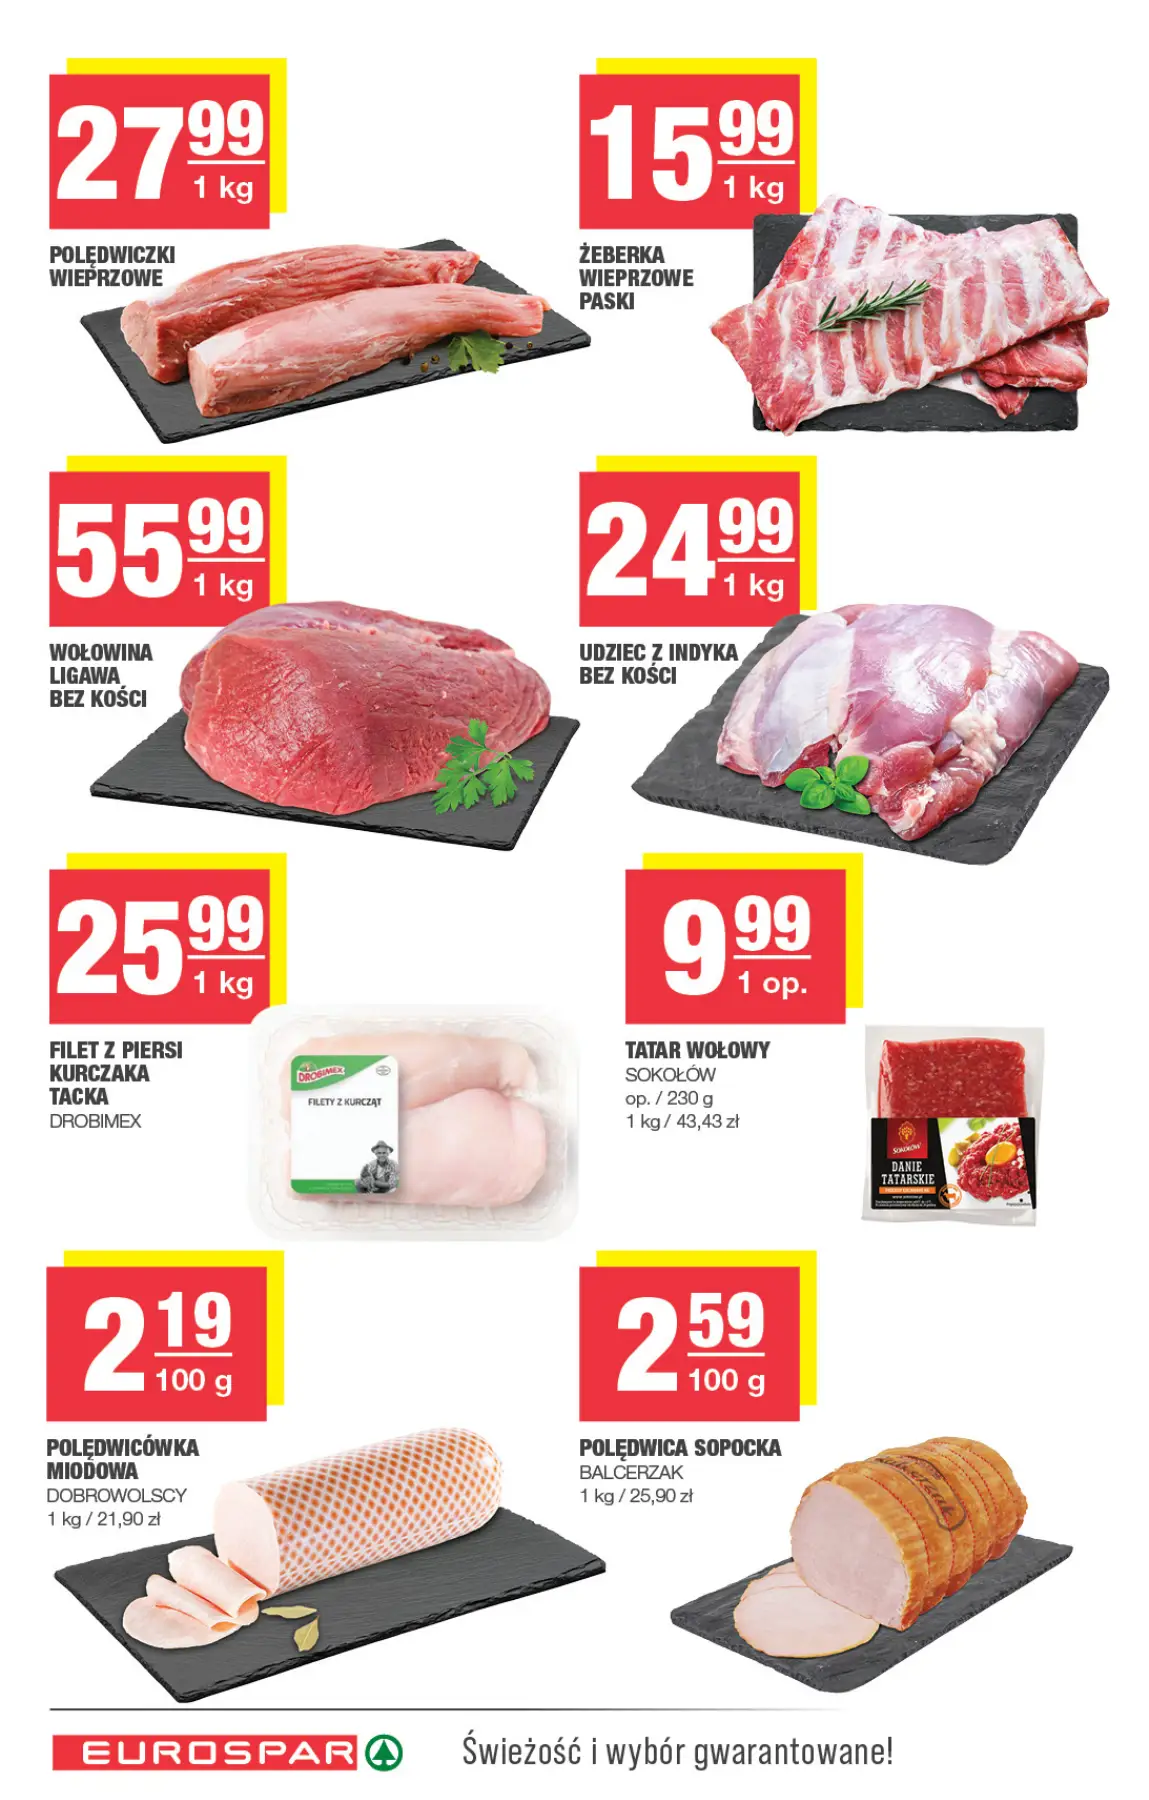 27 99
1 kg
POLĘDWICZKI
WIEPRZOWE
15 99
1 kg
ŻEBERKA
WIEPRZOWE
PASKI
55 99
1 kg
WOŁOWINA
LIGAWA
BEZ KOŚCI
24 99
1 kg
UDZIEC Z INDYKA
BEZ KOŚCI
25 99
1 kg
FILET Z PIERSI
KURCZAKA
TACKA
DROBIMEX
DROBIMEX
FILETY Z KURCZĄT
9 99
1 op.
TATAR WOŁOWY
SOKOŁÓW
op. / 230 g
1 kg / 43,43 zł
SOKOŁÓW
DANIE
TATARSKIE
2 19
100 g
POLĘDWICÓWKA
MIODOWA
DOBROWOLSCY
1 kg / 21,90 zł
2 59
100 g
POLĘDWICA SOPOCKA
BALCERZAK
1 kg / 25,90 zł
EUROSPAR
Świeżość i wybór gwarantowane!